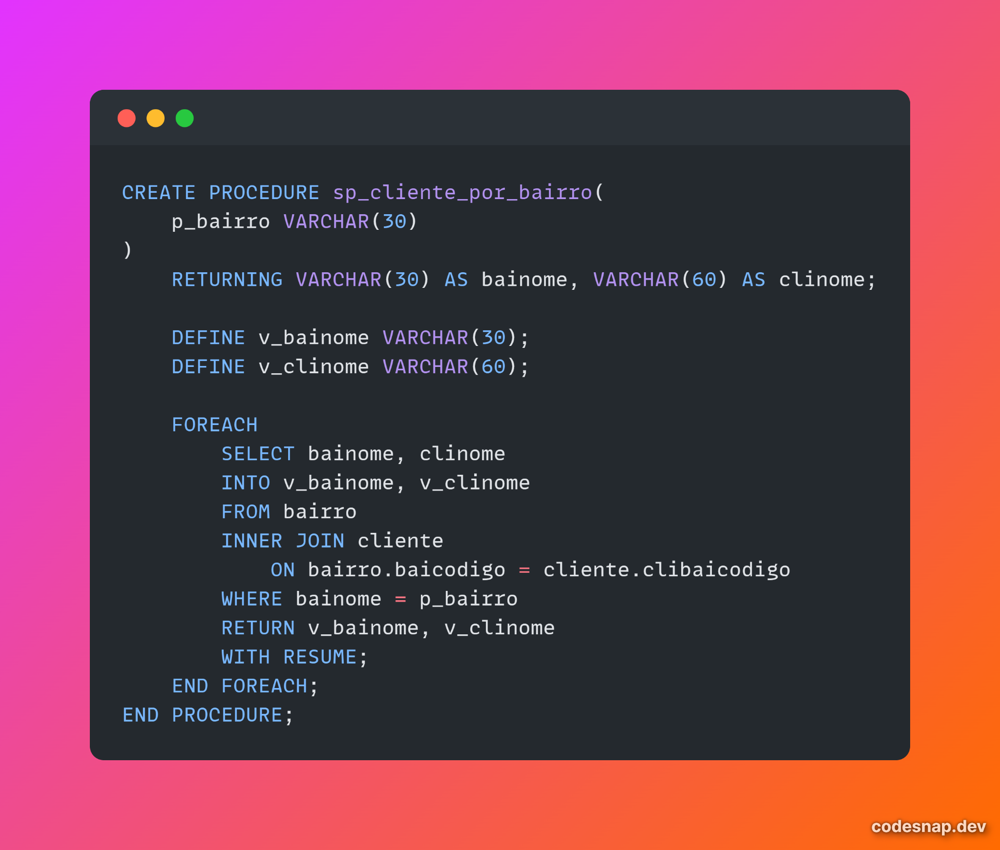 CREATE PROCEDURE sp_cliente_por_bairro(
    p_bairro VARCHAR(30)
)
    RETURNING VARCHAR(30) AS bainome, VARCHAR(60) AS clinome;

    DEFINE v_bainome VARCHAR(30);
    DEFINE v_clinome VARCHAR(60);

    FOREACH
        SELECT bainome, clinome
        INTO v_bainome, v_clinome
        FROM bairro
        INNER JOIN cliente
            ON bairro.baicodigo = cliente.clibaicodigo
        WHERE bainome = p_bairro
        RETURN v_bainome, v_clinome
        WITH RESUME;
    END FOREACH;
END PROCEDURE;
codesnap.dev